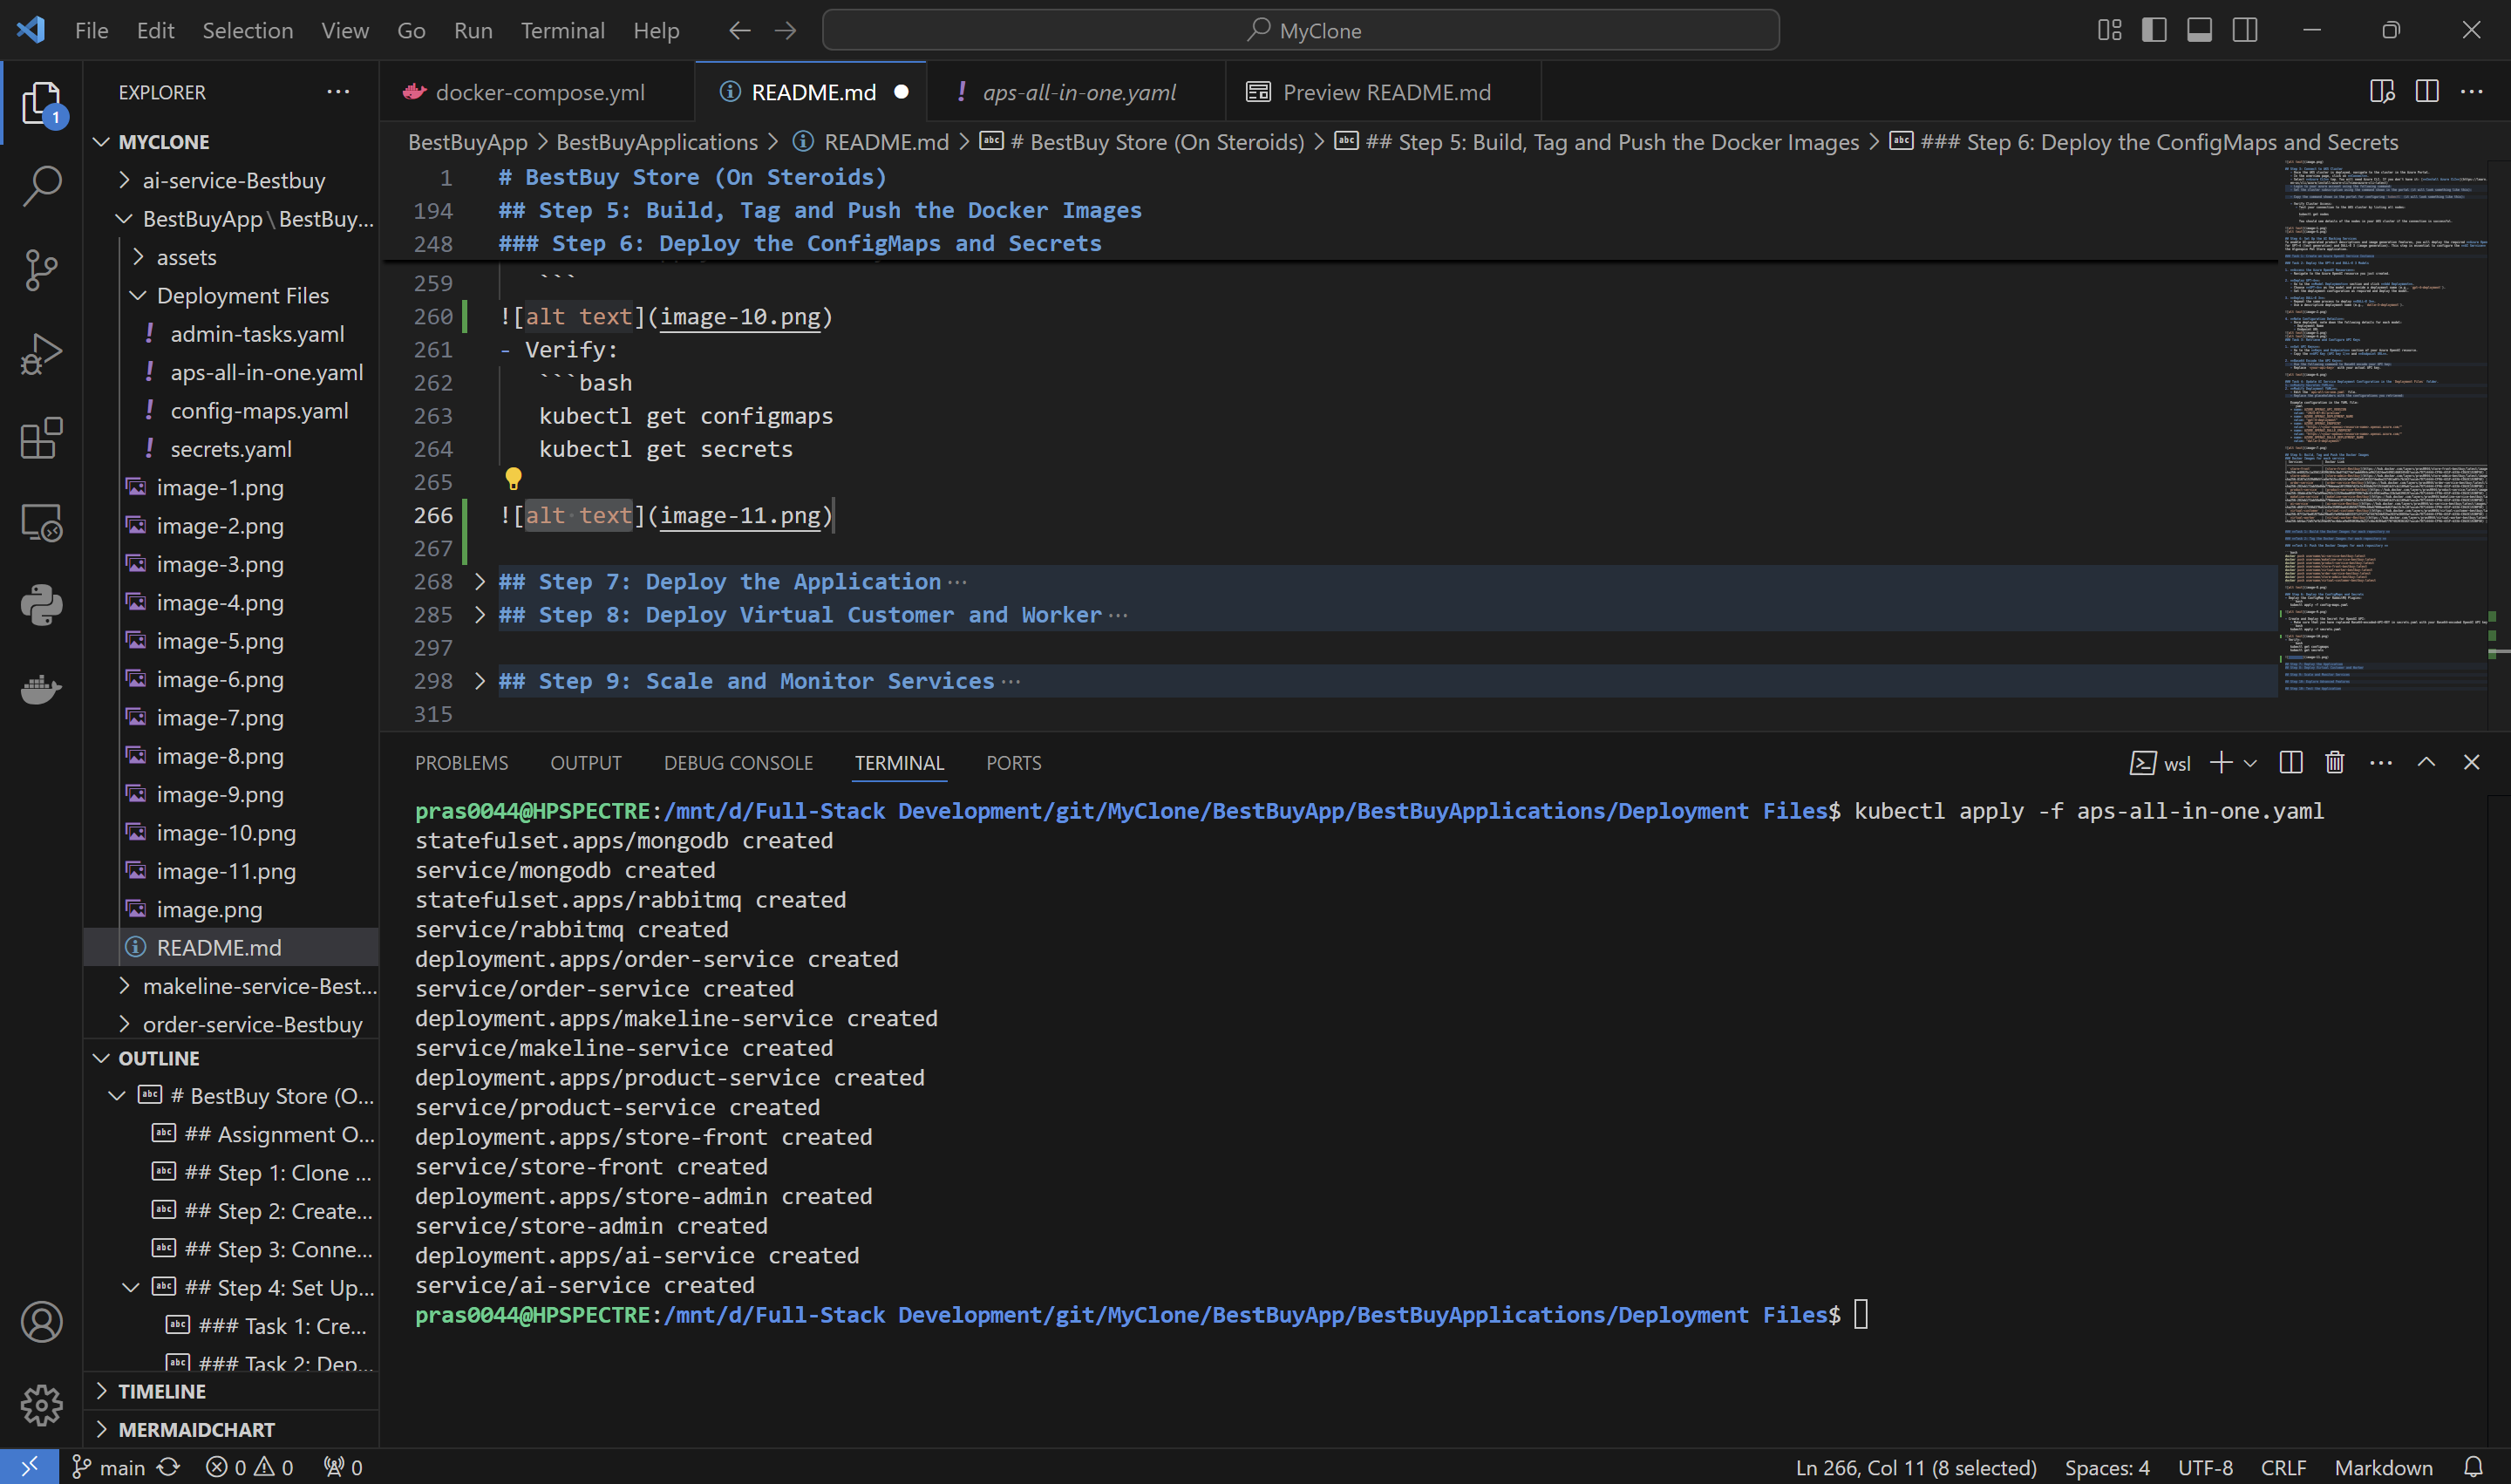 File Edit Selection View Go Run Terminal Help MyClone
EXPLORER
docker-compose.yml README.md aps-all-in-one.yaml Preview README.md
1
BestBuyApp > BestBuyApplications > README.md > # BestBuy Store (On Steroids) > ## Step 5: Build, Tag and Push the Docker Images > ### Step 6: Deploy the ConfigMaps and Secrets
MYCLONE
ai-service-Bestbuy
BestBuyApp\BestBuy...
assets
Deployment Files
admin-tasks.yaml
aps-all-in-one.yaml
config-maps.yaml
secrets.yaml
image-1.png
image-2.png
image-3.png
image-4.png
image-5.png
image-6.png
image-7.png
image-8.png
image-9.png
image-10.png
image-11.png
image.png
README.md
makeline-service-Best...
order-service-Bestbuy
OUTLINE
# BestBuy Store (O...
## Assignment O...
## Step 1: Clone ...
## Step 2: Create...
## Step 3: Conne...
## Step 4: Set Up...
### Task 1: Cre...
### Task 2: Dep...
TIMELINE
MERMAIDCHART
1 # BestBuy Store (On Steroids)
194 ## Step 5: Build, Tag and Push the Docker Images
248 ### Step 6: Deploy the ConfigMaps and Secrets
259 ```
260 ![alt text](image-10.png)
261 - Verify:
262 ```bash
263 kubectl get configmaps
264 kubectl get secrets
265
266 ![alt text](image-11.png)
267
268 ## Step 7: Deploy the Application ...
285 ## Step 8: Deploy Virtual Customer and Worker ...
297
298 ## Step 9: Scale and Monitor Services ...
315
PROBLEMS OUTPUT DEBUG CONSOLE TERMINAL PORTS wsl
pras0044@HPSPECTRE:/mnt/d/Full-Stack Development/git/MyClone/BestBuyApp/BestBuyApplications/Deployment Files$ kubectl apply -f aps-all-in-one.yaml
statefulset.apps/mongodb created
service/mongodb created
statefulset.apps/rabbitmq created
service/rabbitmq created
deployment.apps/order-service created
service/order-service created
deployment.apps/makeline-service created
service/makeline-service created
deployment.apps/product-service created
service/product-service created
deployment.apps/store-front created
service/store-front created
deployment.apps/store-admin created
service/store-admin created
deployment.apps/ai-service created
service/ai-service created
pras0044@HPSPECTRE:/mnt/d/Full-Stack Development/git/MyClone/BestBuyApp/BestBuyApplications/Deployment Files$
main 0 0 0 Ln 266, Col 11 (8 selected) Spaces: 4 UTF-8 CRLF Markdown